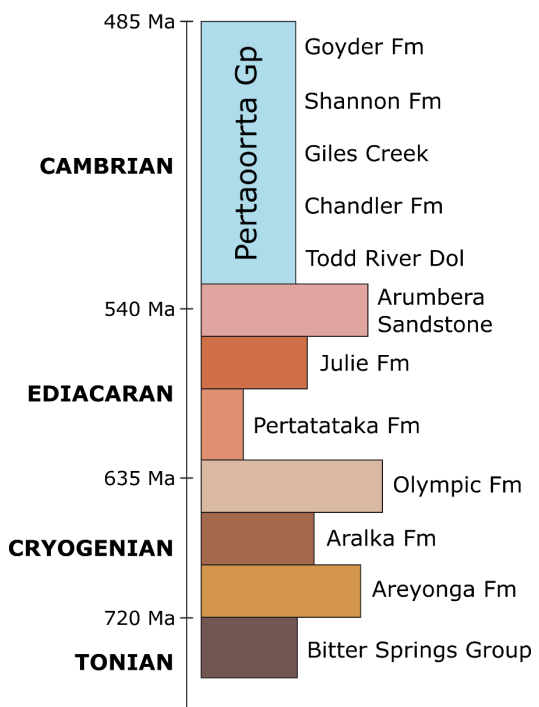 485 Ma
Pertaoorrta Gp
Goyder Fm
Shannon Fm
CAMBRIAN
Giles Creek
Chandler Fm
Todd River Dol
540 Ma
Arumbera
Sandstone
Julie Fm
EDIACARAN
Pertatataka Fm
635 Ma
Olympic Fm
CRYOGENIAN
Aralka Fm
Areyonga Fm
720 Ma
TONIAN
Bitter Springs Group